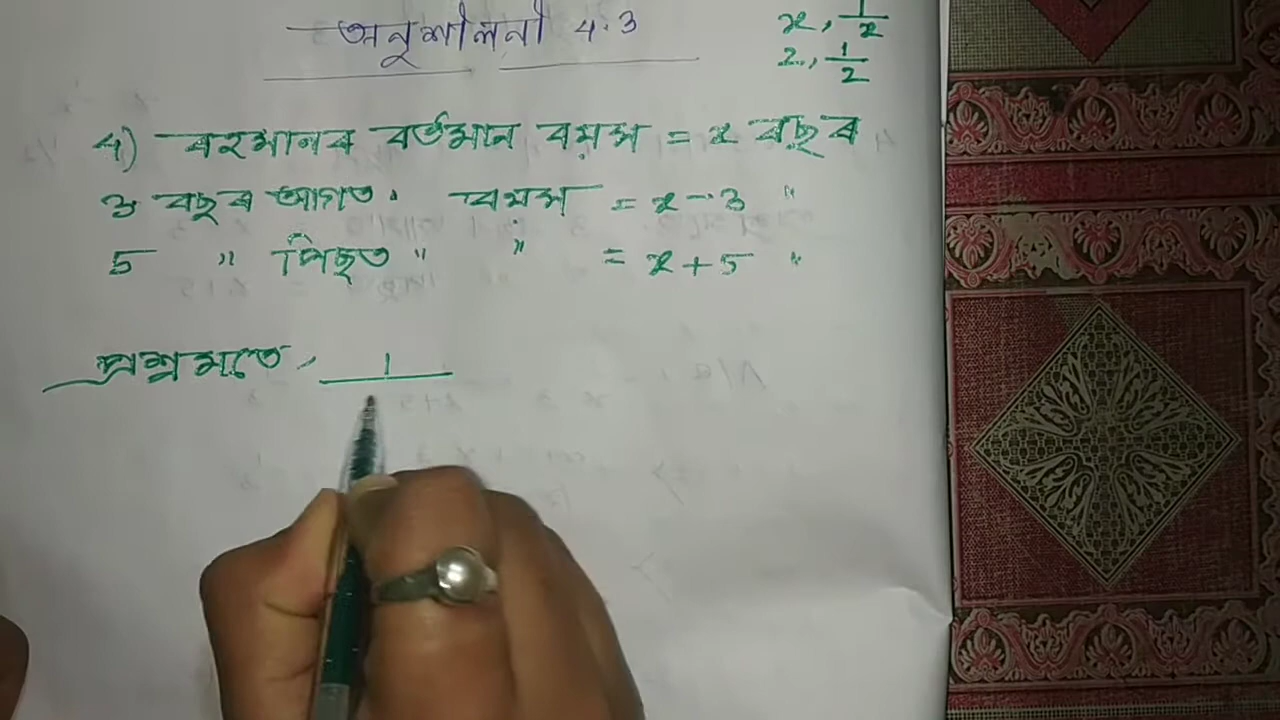 অনুশীলনী 4.3
x, 1/x
2, 1/2
4) ৰহমানৰ বৰ্তমান বয়স = x বছৰ
3 বছৰ আগত বয়স = x - 3 "
5 " পিছত " " = x + 5 "
প্ৰশ্নমতে, 1